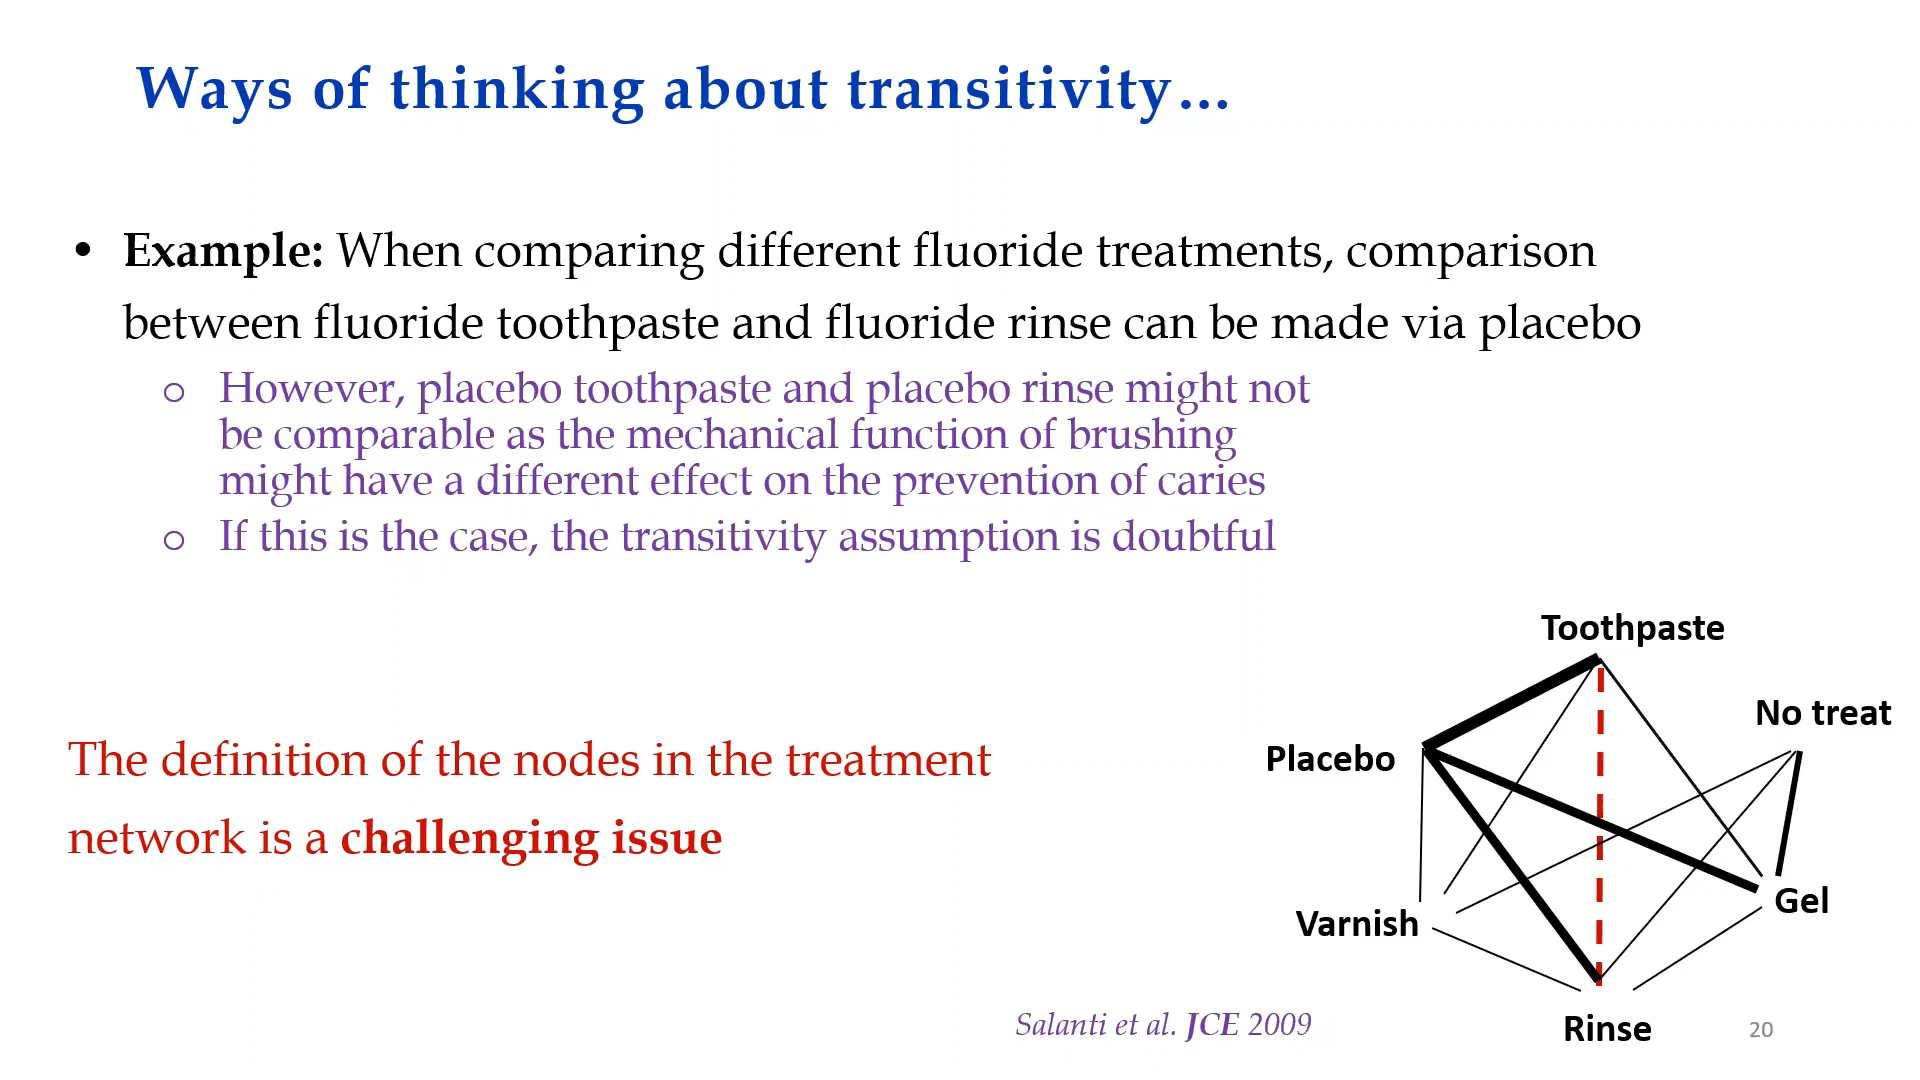 Ways of thinking about transitivity…
• Example: When comparing different fluoride treatments, comparison
between fluoride toothpaste and fluoride rinse can be made via placebo
o However, placebo toothpaste and placebo rinse might not
be comparable as the mechanical function of brushing
might have a different effect on the prevention of caries
o If this is the case, the transitivity assumption is doubtful
The definition of the nodes in the treatment
network is a challenging issue
Toothpaste
No treat
Placebo
Gel
Varnish
Rinse
Salanti et al. JCE 2009
20